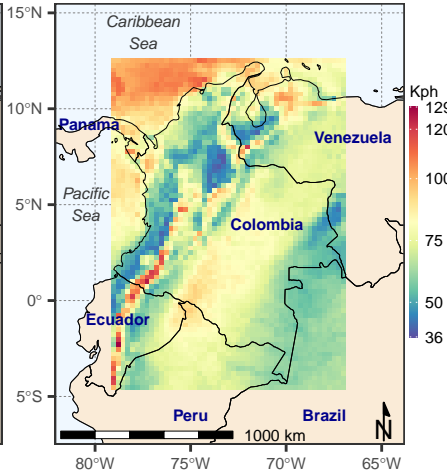 15°N
10°N
5°N
0°
5°S
80°W
75°W
70°W
65°W
Caribbean
Sea
Panama
Venezuela
Pacific
Sea
Colombia
Ecuador
Peru
Brazil
1000 km
N
Kph
129
100
75
50
36